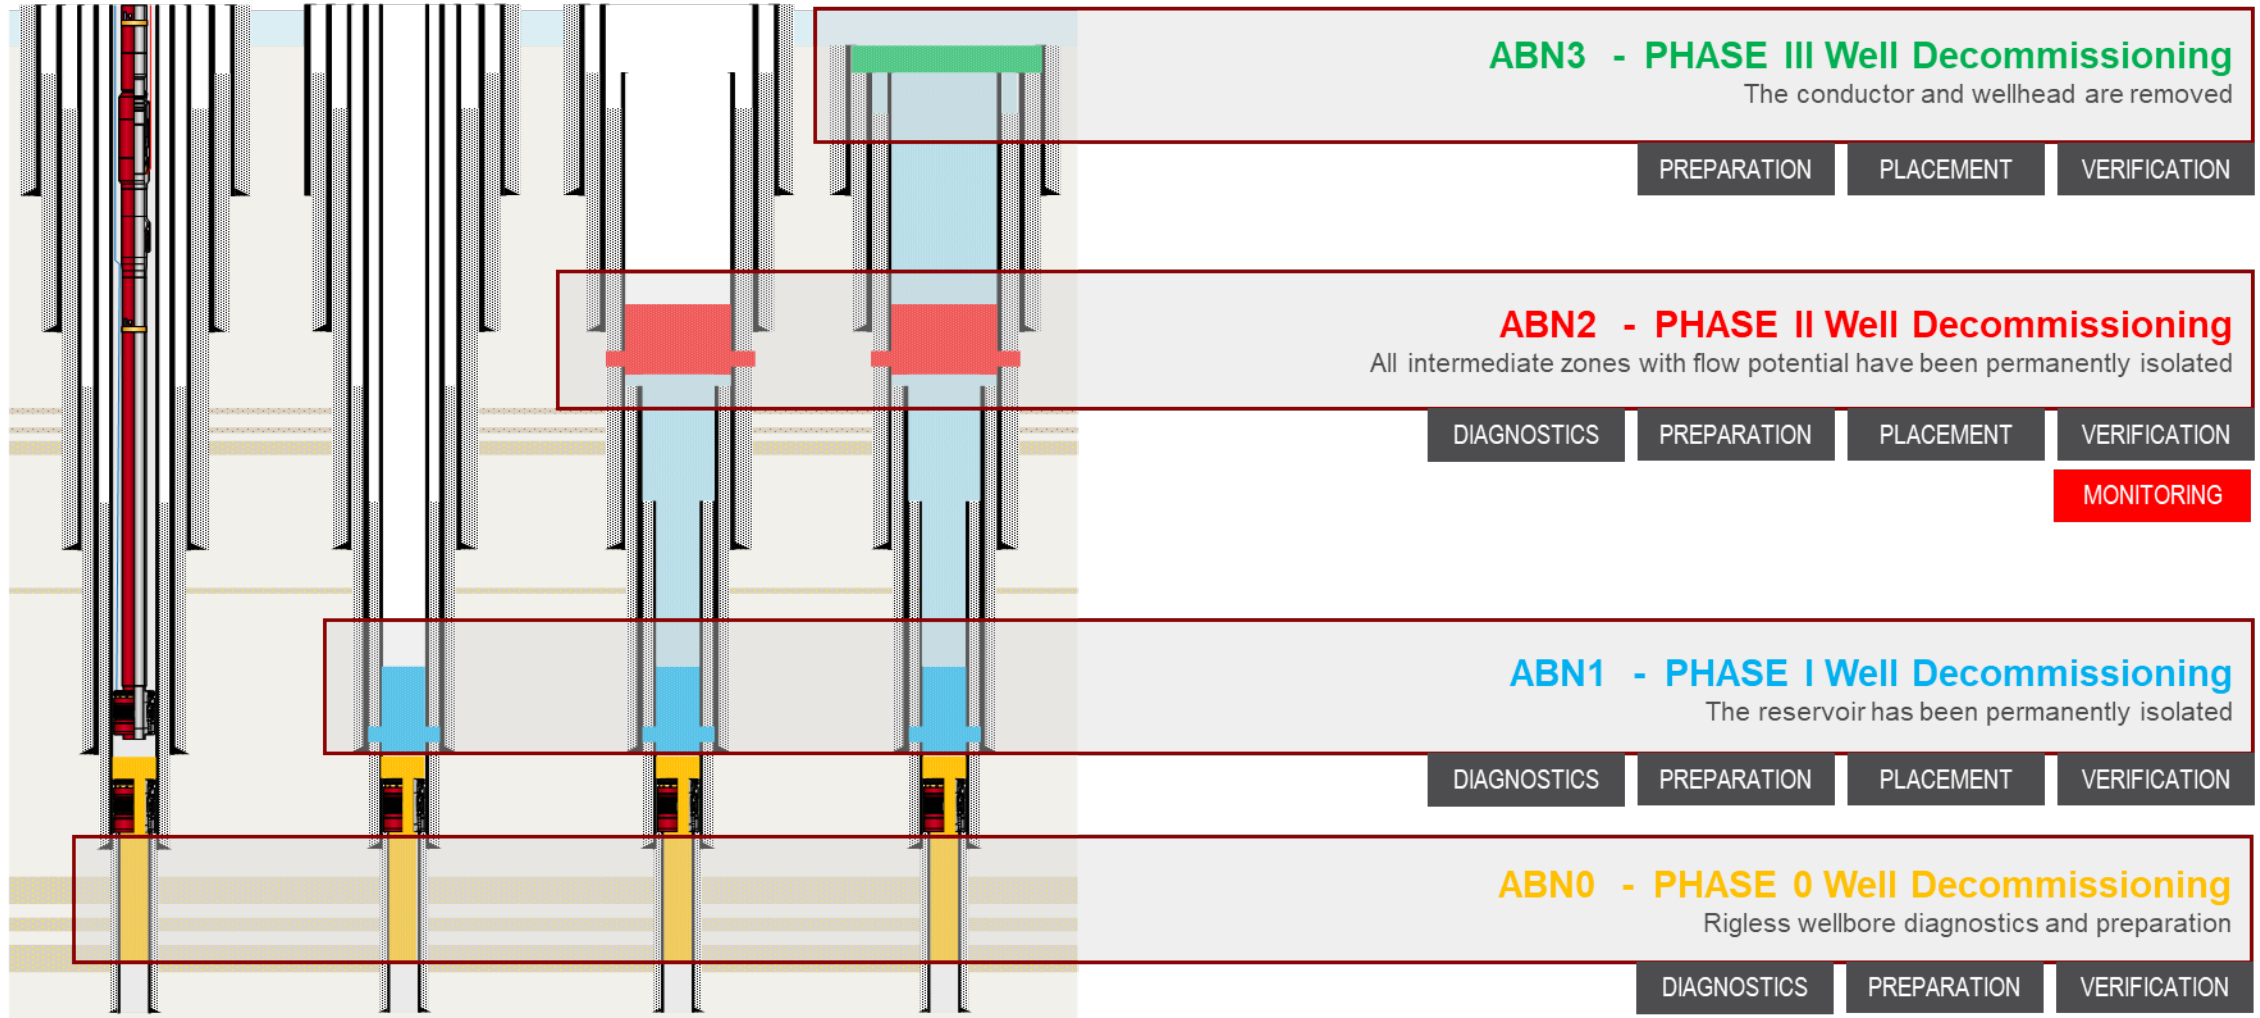 ABN3 - PHASE III Well Decommissioning
The conductor and wellhead are removed
PREPARATION PLACEMENT VERIFICATION
ABN2 - PHASE II Well Decommissioning
All intermediate zones with flow potential have been permanently isolated
DIAGNOSTICS PREPARATION PLACEMENT VERIFICATION
MONITORING
ABN1 - PHASE I Well Decommissioning
The reservoir has been permanently isolated
DIAGNOSTICS PREPARATION PLACEMENT VERIFICATION
ABN0 - PHASE 0 Well Decommissioning
Rigless wellbore diagnostics and preparation
DIAGNOSTICS PREPARATION VERIFICATION